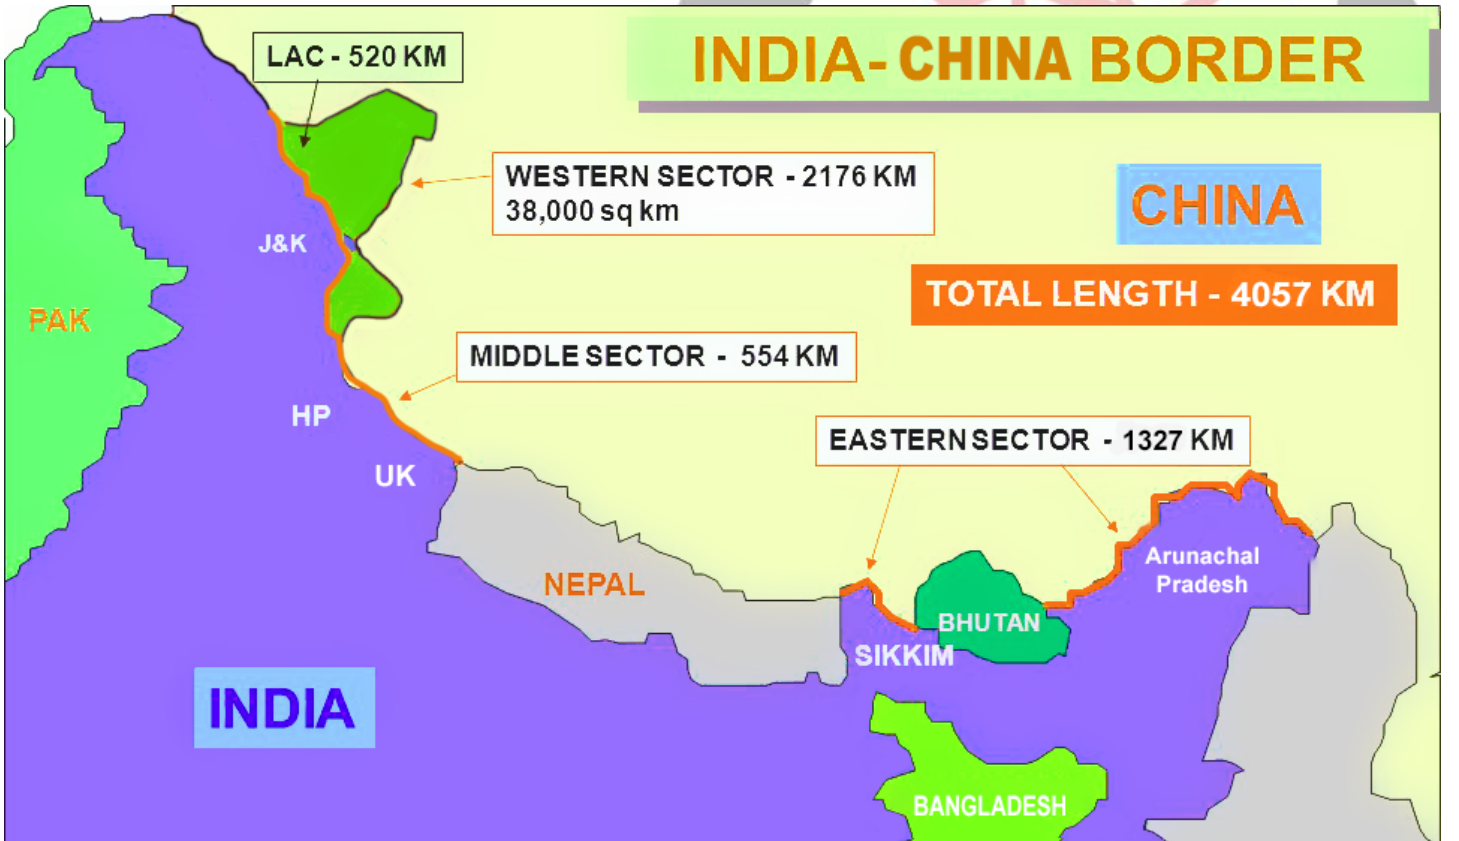 INDIA- CHINA BORDER
LAC - 520 KM
WESTERN SECTOR - 2176 KM
38,000 sq km
CHINA
J&K
TOTAL LENGTH - 4057 KM
PAK
MIDDLE SECTOR - 554 KM
HP
EASTERN SECTOR - 1327 KM
UK
Arunachal
Pradesh
NEPAL
BHUTAN
SIKKIM
INDIA
BANGLADESH